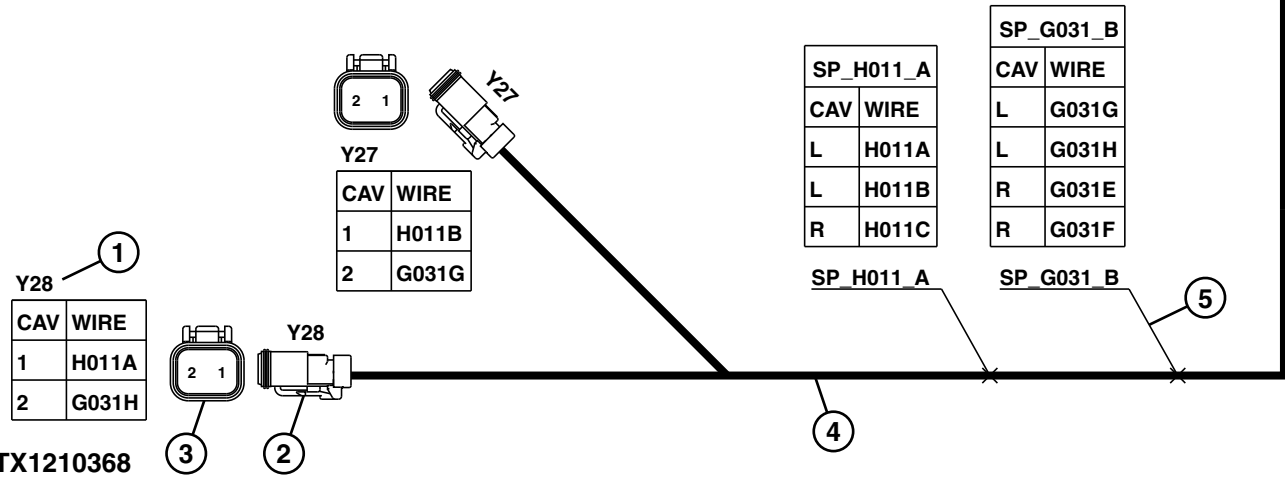 SP_G031_B
CAV WIRE
L G031G
L G031H
R G031E
R G031F
SP_H011_A
CAV WIRE
L H011A
L H011B
R H011C
2 1
Y27
Y27
CAV WIRE
1 H011B
2 G031G
SP_H011_A
SP_G031_B
5
1
Y28
CAV WIRE
1 H011A
2 G031H
2 1
Y28
3
2
4
TX1210368